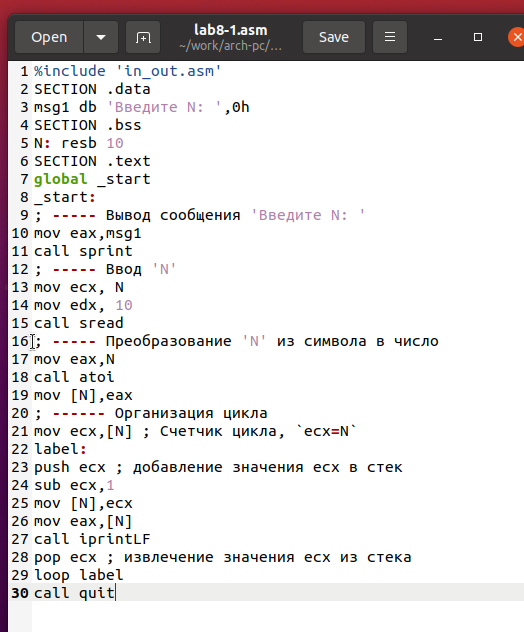 Open
lab8-1.asm
~/work/arch-pc/...
Save
1 %include 'in_out.asm'
2 SECTION .data
3 msg1 db 'Введите N: ',0h
4 SECTION .bss
5 N: resb 10
6 SECTION .text
7 global _start
8 _start:
9 ; ----- Вывод сообщения 'Введите N: '
10 mov eax,msg1
11 call sprint
12 ; ----- Ввод 'N'
13 mov ecx, N
14 mov edx, 10
15 call sread
16 ; ----- Преобразование 'N' из символа в число
17 mov eax,N
18 call atoi
19 mov [N],eax
20 ; ------ Организация цикла
21 mov ecx,[N] ; Счетчик цикла, `ecx=N`
22 label:
23 push ecx ; добавление значения ecx в стек
24 sub ecx,1
25 mov [N],ecx
26 mov eax,[N]
27 call iprintLF
28 pop ecx ; извлечение значения ecx из стека
29 loop label
30 call quit